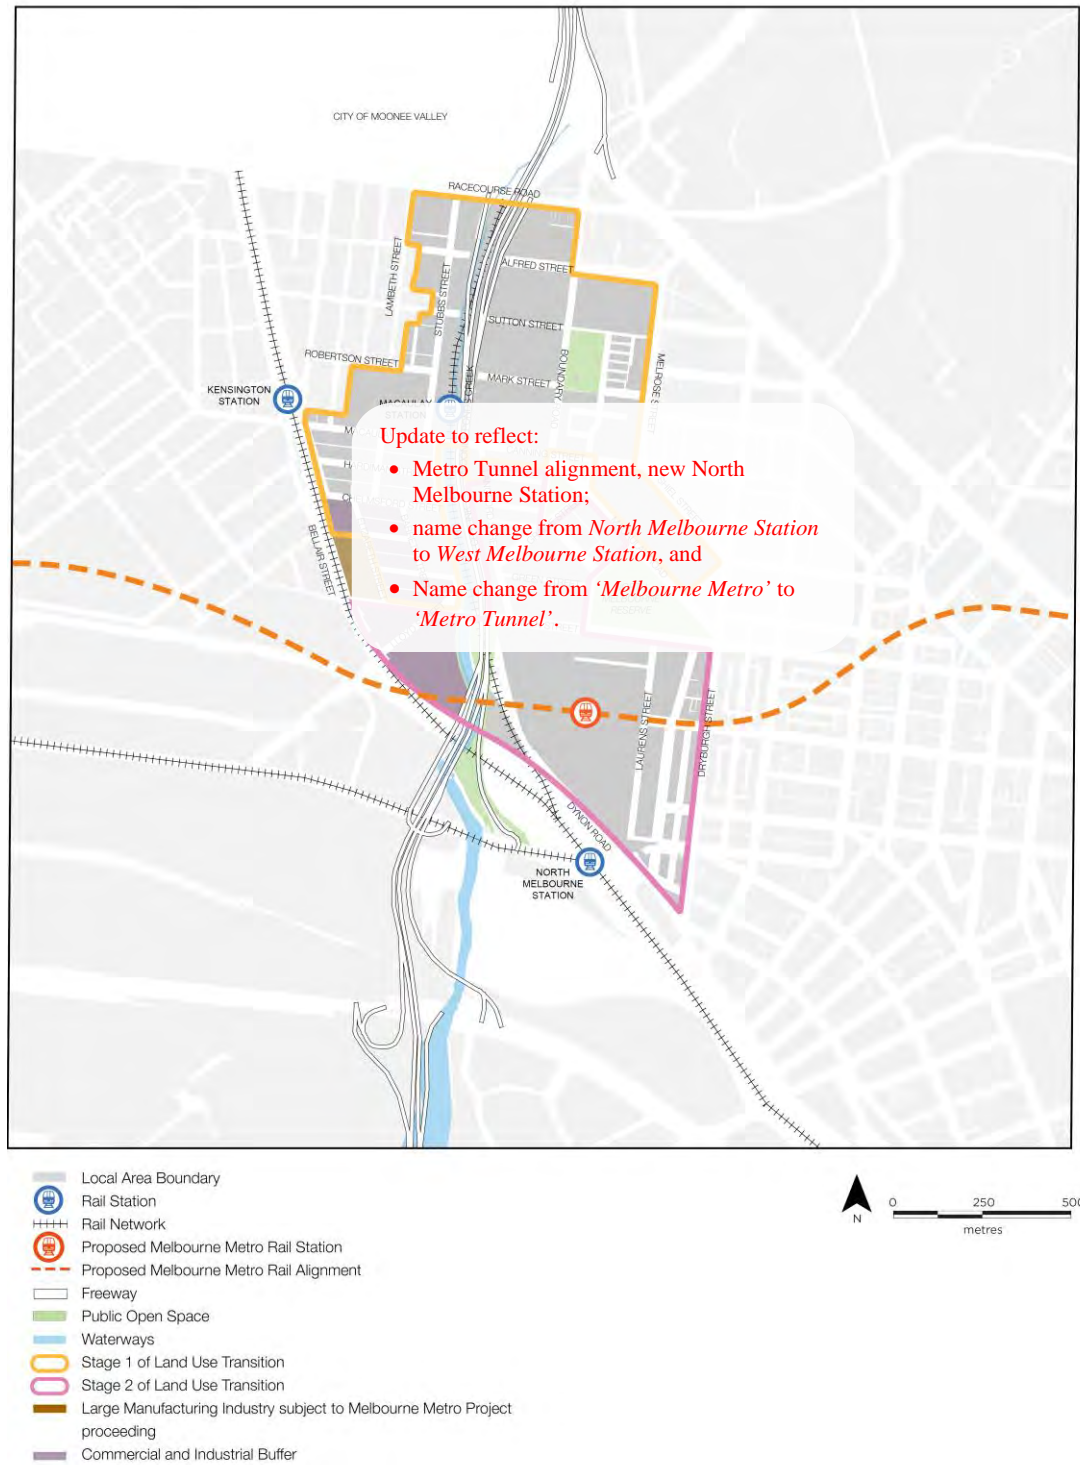 CITY OF MOONEE VALLEY
RACECOURSE ROAD
LAMBETH STREET
ALFRED STREET
STUBBS STREET
SUTTON STREET
ROBERTSON STREET
BOUNDARY
MELROSE STREET
MARK STREET
KENSINGTON
STATION
MACAULAY
STATION
Update to reflect:
• Metro Tunnel alignment, new North
Melbourne Station;
• name change from North Melbourne Station
to West Melbourne Station, and
• Name change from ‘Melbourne Metro’ to
‘Metro Tunnel’.
BELLAIR STREET
RESERVE
LAURENS STREET
DRYBURGH STREET
DYNON ROAD
NORTH
MELBOURNE
STATION
Local Area Boundary
Rail Station
Rail Network
Proposed Melbourne Metro Rail Station
Proposed Melbourne Metro Rail Alignment
Freeway
Public Open Space
Waterways
Stage 1 of Land Use Transition
Stage 2 of Land Use Transition
Large Manufacturing Industry subject to Melbourne Metro Project
proceeding
Commercial and Industrial Buffer
N
0 250 500
metres